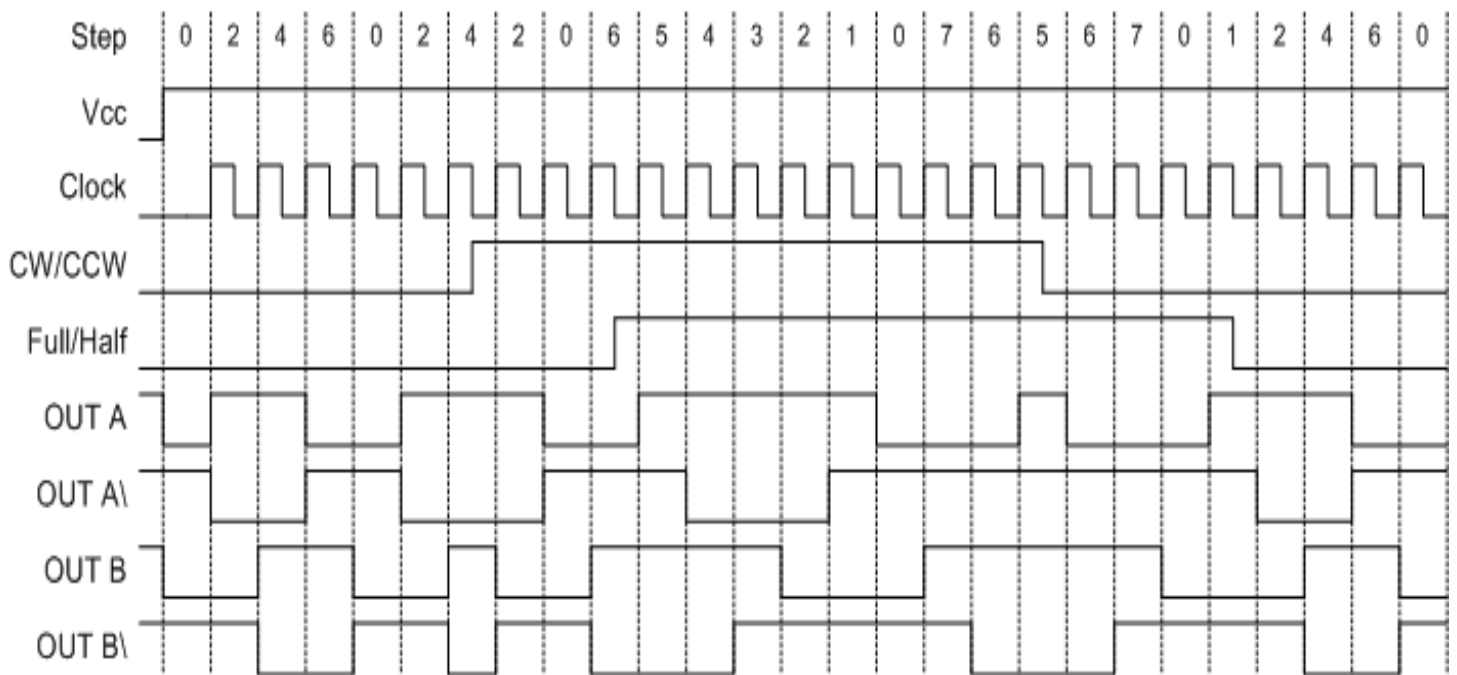 Step 0 2 4 6 0 2 4 2 0 6 5 4 3 2 1 0 7 6 5 6 7 0 1 2 4 6 0
Vcc
Clock
CW/CCW
Full/Half
OUT A
OUT A\
OUT B
OUT B\